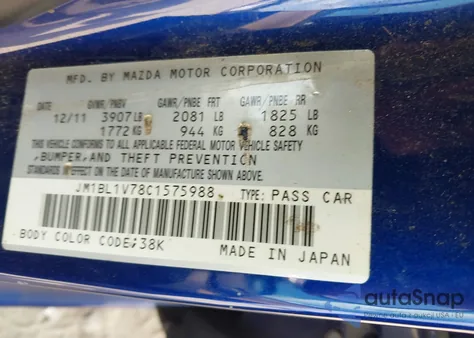 MFD. BY MAZDA MOTOR CORPORATION
DATE GVWR/PNBV GAWR/PNBE FRT GAWR/PNBE RR
12/11 3907 LB 2081 LB 1825 LB
1772 KG 944 KG 828 KG
THIS VEHICLE CONFORMS TO ALL APPLICABLE FEDERAL MOTOR VEHICLE SAFETY
,BUMPER,AND THEFT PREVENTION
STANDARDS IN EFFECT ON THE DATE OF MANUFACTURE SHOWN ABOVE.
JM1BL1V78C1575988 TYPE: PASS CAR
BODY COLOR CODE:38K MADE IN JAPAN
autoSnap